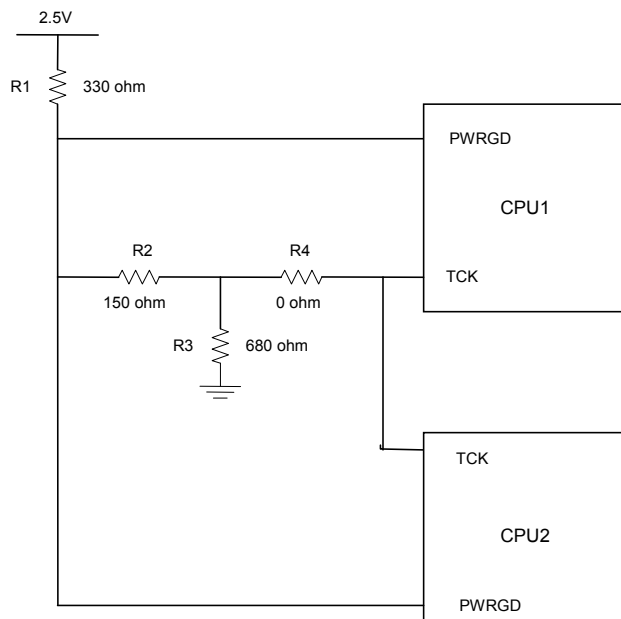 2.5V
R1 330 ohm
PWRGD
CPU1
R2
R4
TCK
150 ohm
0 ohm
R3 680 ohm
TCK
CPU2
PWRGD